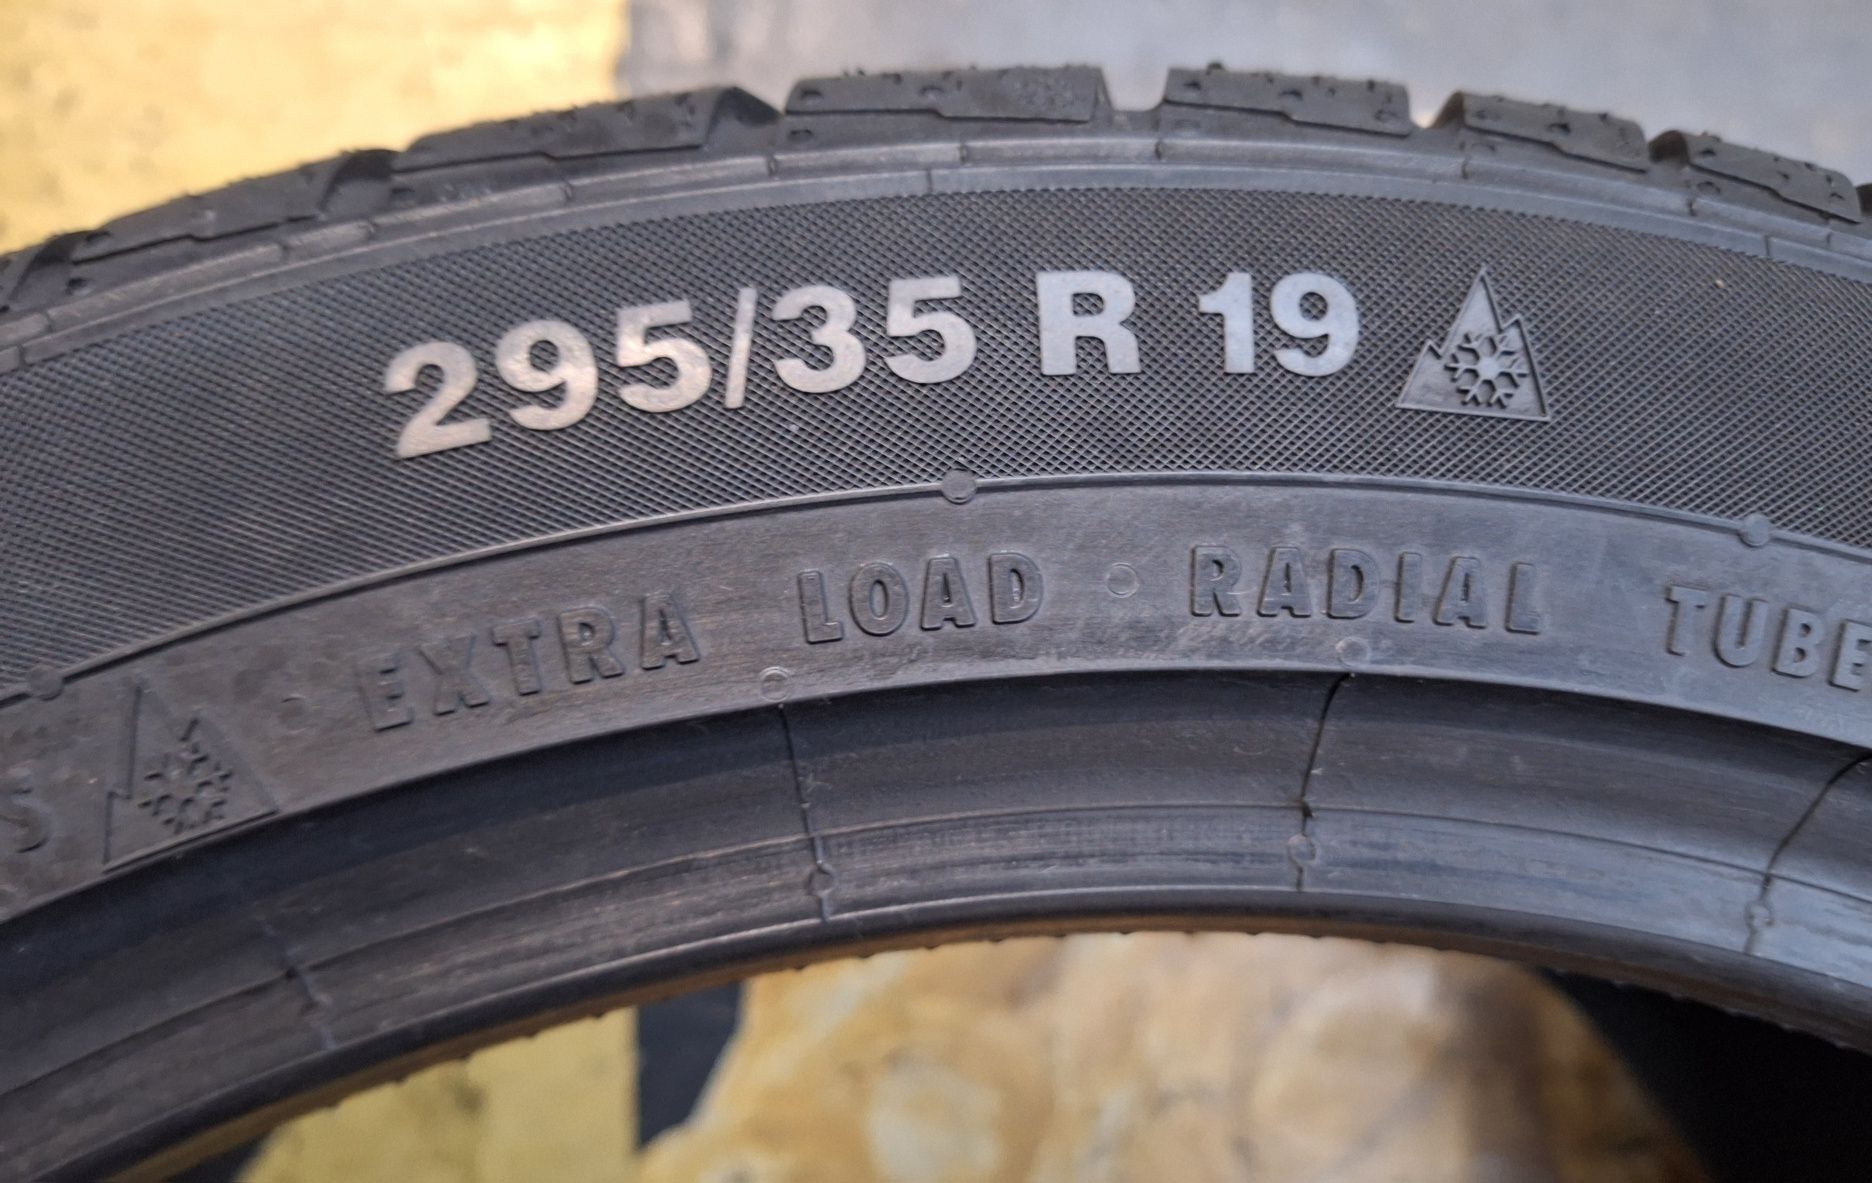 295/35 R 19
S EXTRA LOAD · RADIAL TUBE